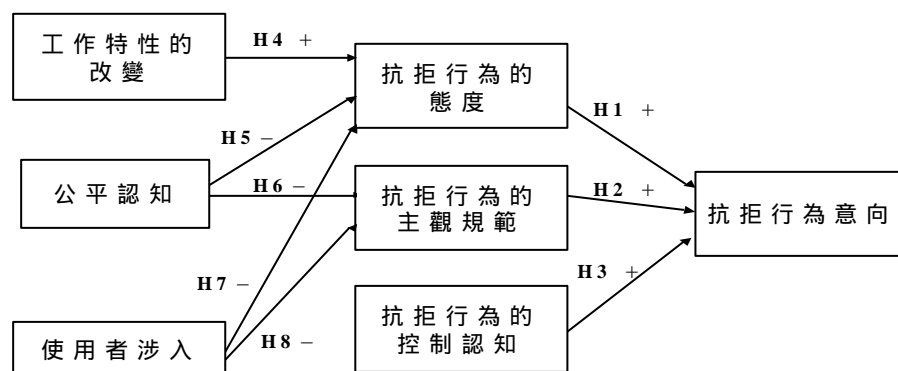 工作特性的
改變
H4 +
抗拒行為的
態度
H1 +
H5 –
公平認知
H6 –
抗拒行為的
主觀規範
H2 +
抗拒行為意向
H7 –
H3 +
使用者涉入
H8 –
抗拒行為的
控制認知